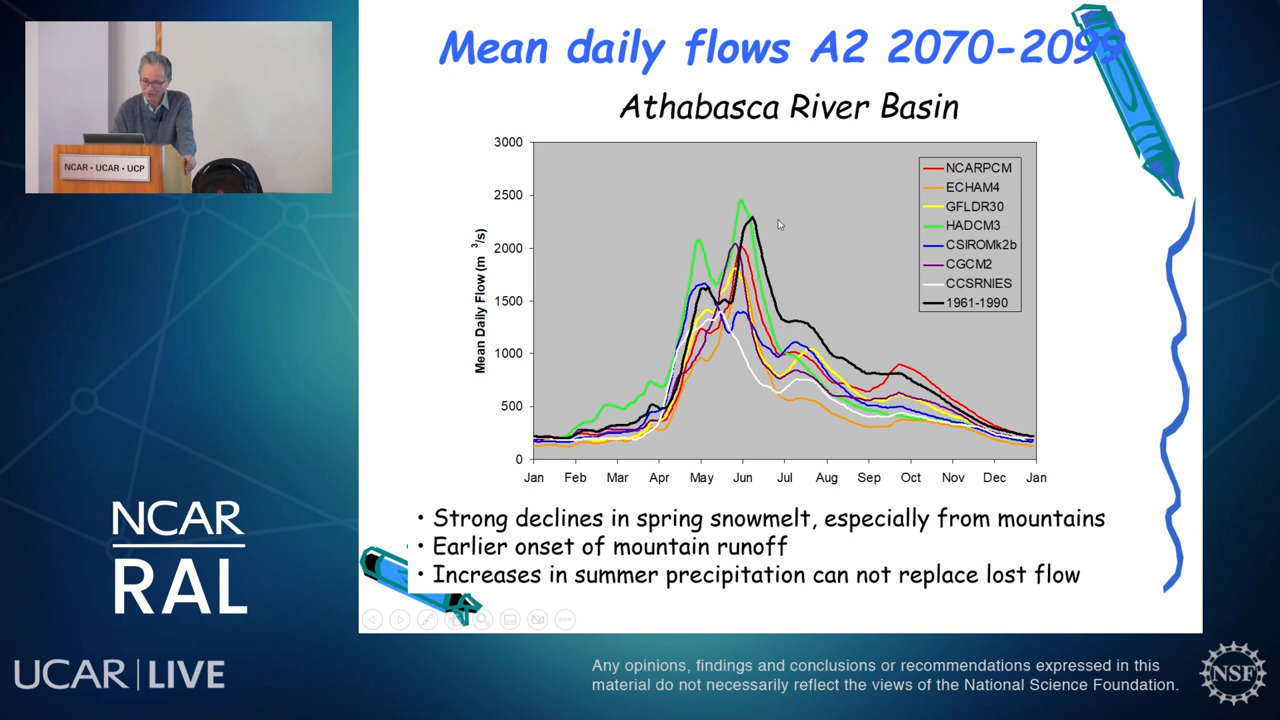 NCAR • UCAR • UCP
Mean daily flows A2 2070-2099
Athabasca River Basin
Mean Daily Flow (m³/s)
3000
2500
2000
1500
1000
500
0
Jan Feb Mar Apr May Jun Jul Aug Sep Oct Nov Dec Jan
NCARPCM
ECHAM4
GFLDR30
HADCM3
CSIROMk2b
CGCM2
CCSRNIES
1961-1990
• Strong declines in spring snowmelt, especially from mountains
• Earlier onset of mountain runoff
• Increases in summer precipitation can not replace lost flow
NCAR
RAL
UCAR | LIVE
Any opinions, findings and conclusions or recommendations expressed in this
material do not necessarily reflect the views of the National Science Foundation.
NSF